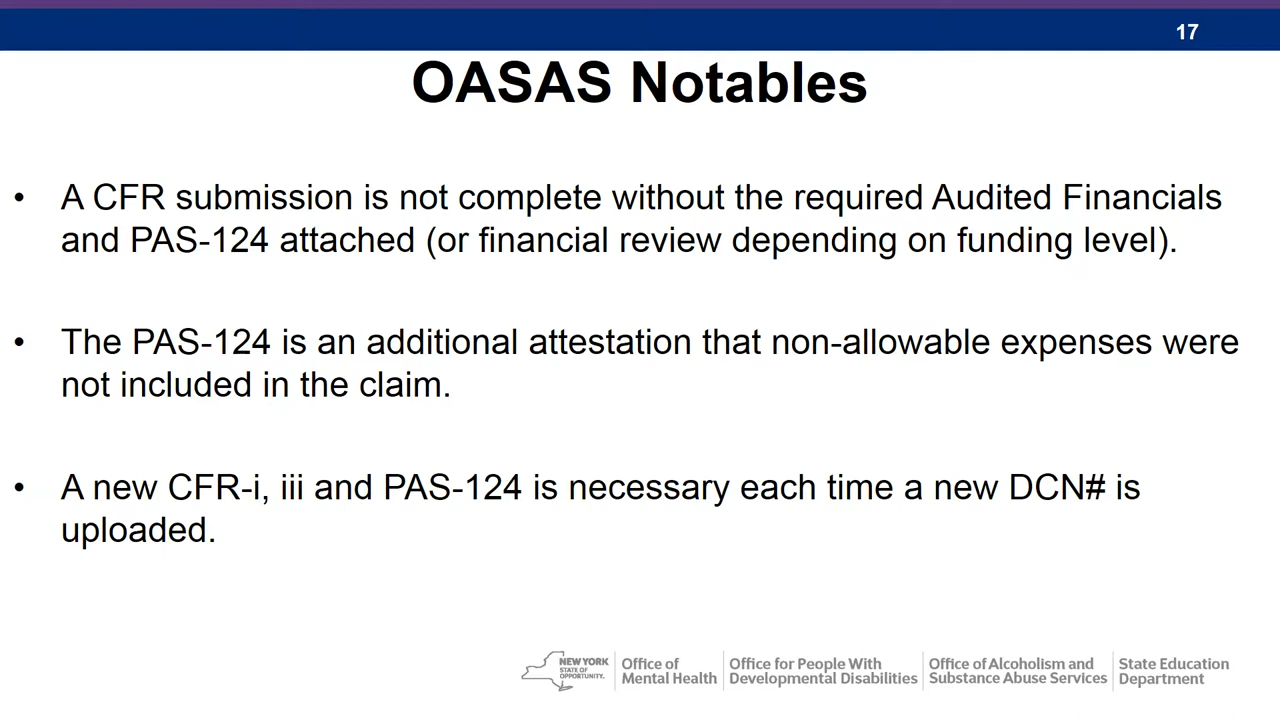 17
OASAS Notables
• A CFR submission is not complete without the required Audited Financials
and PAS-124 attached (or financial review depending on funding level).
• The PAS-124 is an additional attestation that non-allowable expenses were
not included in the claim.
• A new CFR-i, iii and PAS-124 is necessary each time a new DCN# is
uploaded.
NEW YORK
STATE OF
OPPORTUNITY.
Office of
Mental Health
Office for People With
Developmental Disabilities
Office of Alcoholism and
Substance Abuse Services
State Education
Department